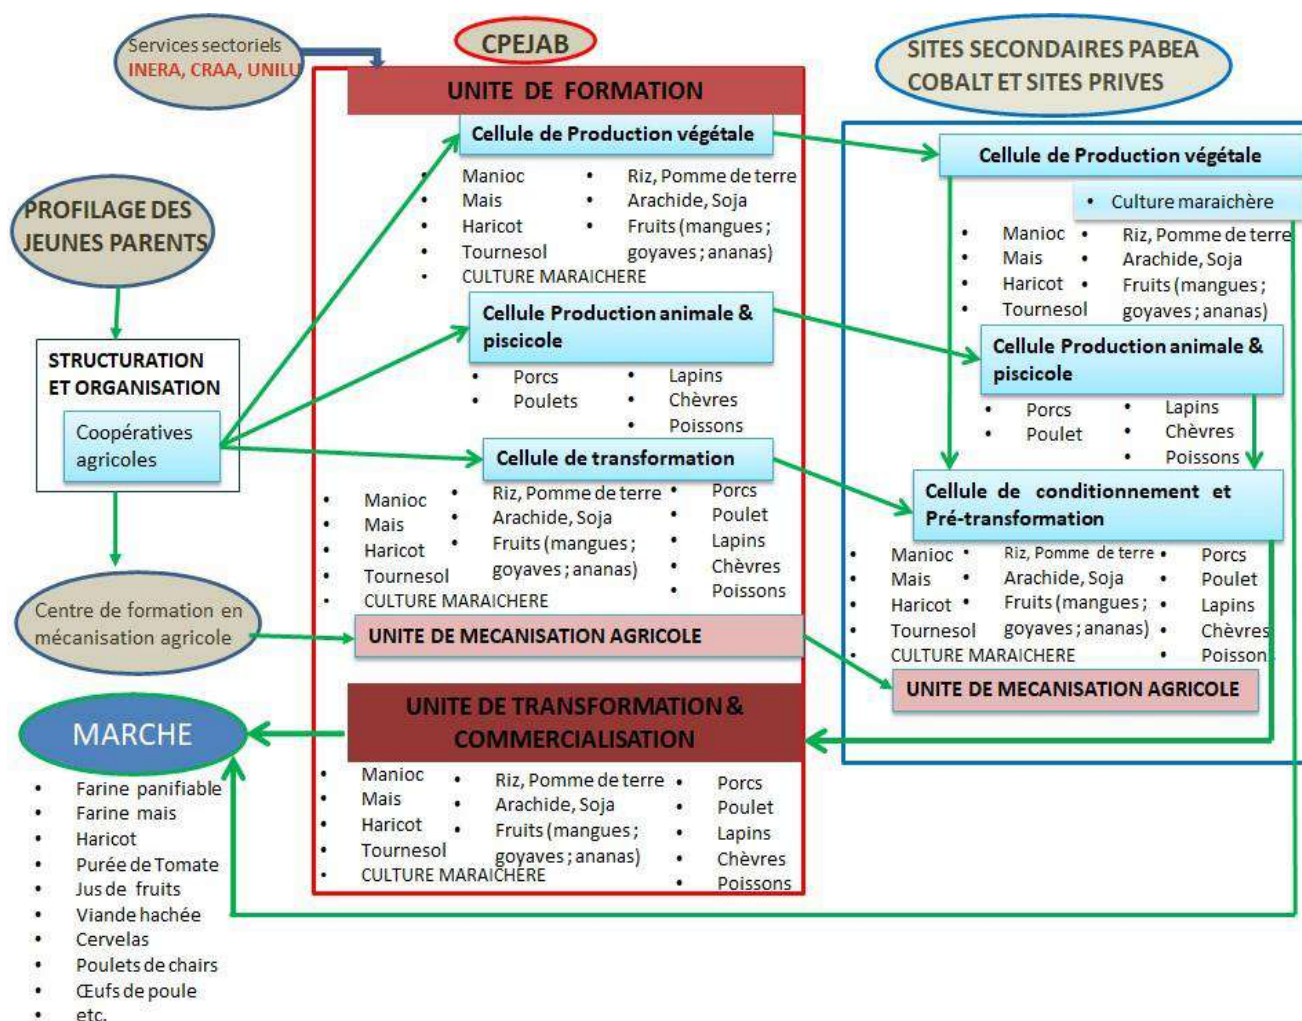 Services sectoriels
INERA, CRAA, UNILU
PROFILAGE DES
JEUNES PARENTS
STRUCTURATION
ET ORGANISATION
Coopératives
agricoles
Centre de formation en
mécanisation agricole
CPEJAB
UNITE DE FORMATION
Cellule de Production végétale
• Manioc
• Mais
• Haricot
• Tournesol
• CULTURE MARAICHERE
• Riz, Pomme de terre
• Arachide, Soja
• Fruits (mangues ;
goyaves ; ananas)
Cellule Production animale &
piscicole
• Porcs
• Poulets
• Lapins
• Chèvres
• Poissons
Cellule de transformation
• Manioc
• Mais
• Haricot
• Tournesol
• CULTURE MARAICHERE
• Riz, Pomme de terre
• Arachide, Soja
• Fruits (mangues ;
goyaves ; ananas)
• Porcs
• Poulet
• Lapins
• Chèvres
• Poissons
UNITE DE MECANISATION AGRICOLE
UNITE DE TRANSFORMATION &
COMMERCIALISATION
• Manioc
• Mais
• Haricot
• Tournesol
• CULTURE MARAICHERE
• Riz, Pomme de terre
• Arachide, Soja
• Fruits (mangues ;
goyaves ; ananas)
• Porcs
• Poulet
• Lapins
• Chèvres
• Poissons
SITES SECONDAIRES PABEA
COBALT ET SITES PRIVES
Cellule de Production végétale
• Culture maraichère
• Manioc
• Mais
• Haricot
• Tournesol
• Riz, Pomme de terre
• Arachide, Soja
• Fruits (mangues ;
goyaves ; ananas)
Cellule Production animale &
piscicole
• Porcs
• Poulet
• Lapins
• Chèvres
• Poissons
Cellule de conditionnement et
Pré-transformation
• Manioc
• Mais
• Haricot
• Tournesol
• CULTURE MARAICHERE
• Riz, Pomme de terre
Arachide, Soja
• Fruits (mangues ;
goyaves ; ananas)
• Porcs
• Poulet
• Lapins
• Chèvres
• Poissons
UNITE DE MECANISATION AGRICOLE
MARCHE
• Farine panifiable
• Farine mais
• Haricot
• Purée de Tomate
• Jus de fruits
• Viande hachée
• Cervelas
• Poulets de chairs
• Œufs de poule
• etc.